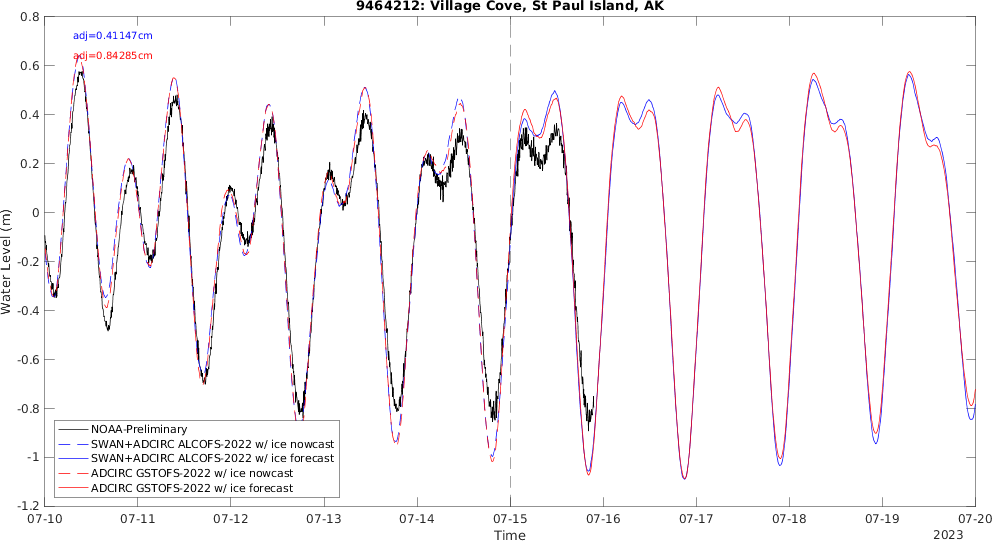 9464212: Village Cove, St Paul Island, AK
adj=0.41147cm
adj=0.84285cm
Water Level (m)
0.8
0.6
0.4
0.2
0
-0.2
-0.4
-0.6
-0.8
-1
-1.2
NOAA-Preliminary
SWAN+ADCIRC ALCOFS-2022 w/ ice nowcast
SWAN+ADCIRC ALCOFS-2022 w/ ice forecast
ADCIRC GSTOFS-2022 w/ ice nowcast
ADCIRC GSTOFS-2022 w/ ice forecast
07-10 07-11 07-12 07-13 07-14 07-15 07-16 07-17 07-18 07-19 07-20
Time
2023